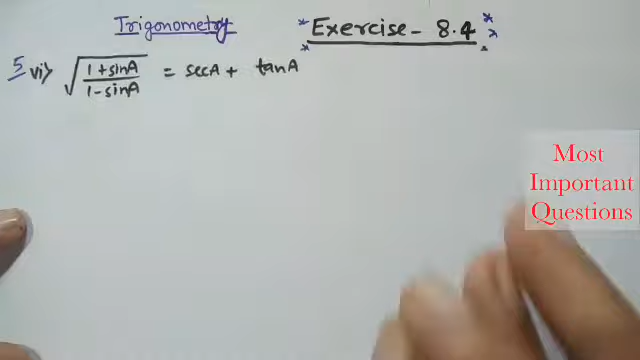 Trigonometry
* Exercise - 8.4 *
5 vi) √(1+sinA / 1-sinA) = secA + tanA
Most
Important
Questions